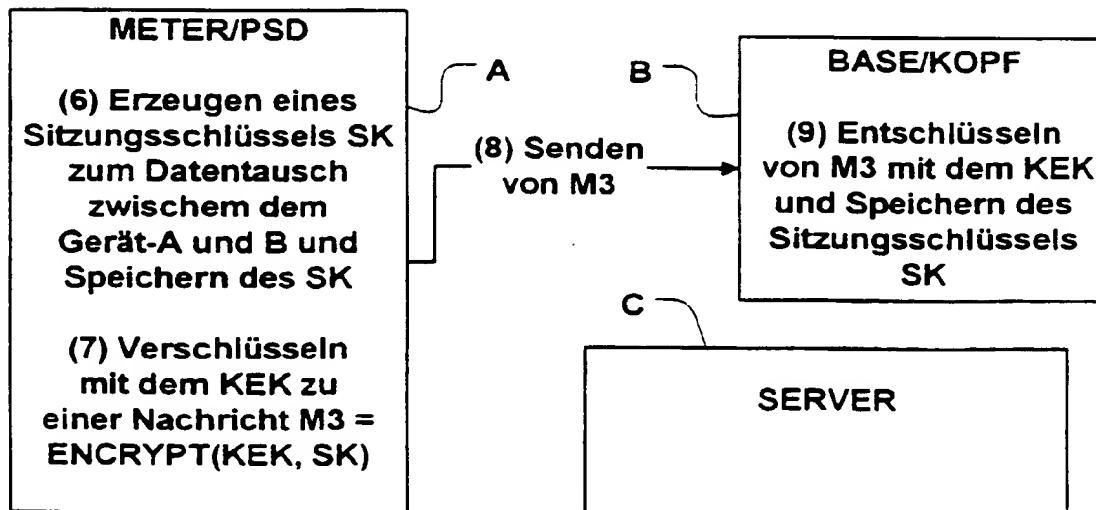 METER/PSD
(6) Erzeugen eines
Sitzungsschlüssels SK
zum Datentausch
zwischem dem
Gerät-A und B und
Speichern des SK
(7) Verschlüsseln
mit dem KEK zu
einer Nachricht M3 =
ENCRYPT(KEK, SK)
A
(8) Senden
von M3
B
BASE/KOPF
(9) Entschlüsseln
von M3 mit dem KEK
und Speichern des
Sitzungsschlüssels
SK
C
SERVER